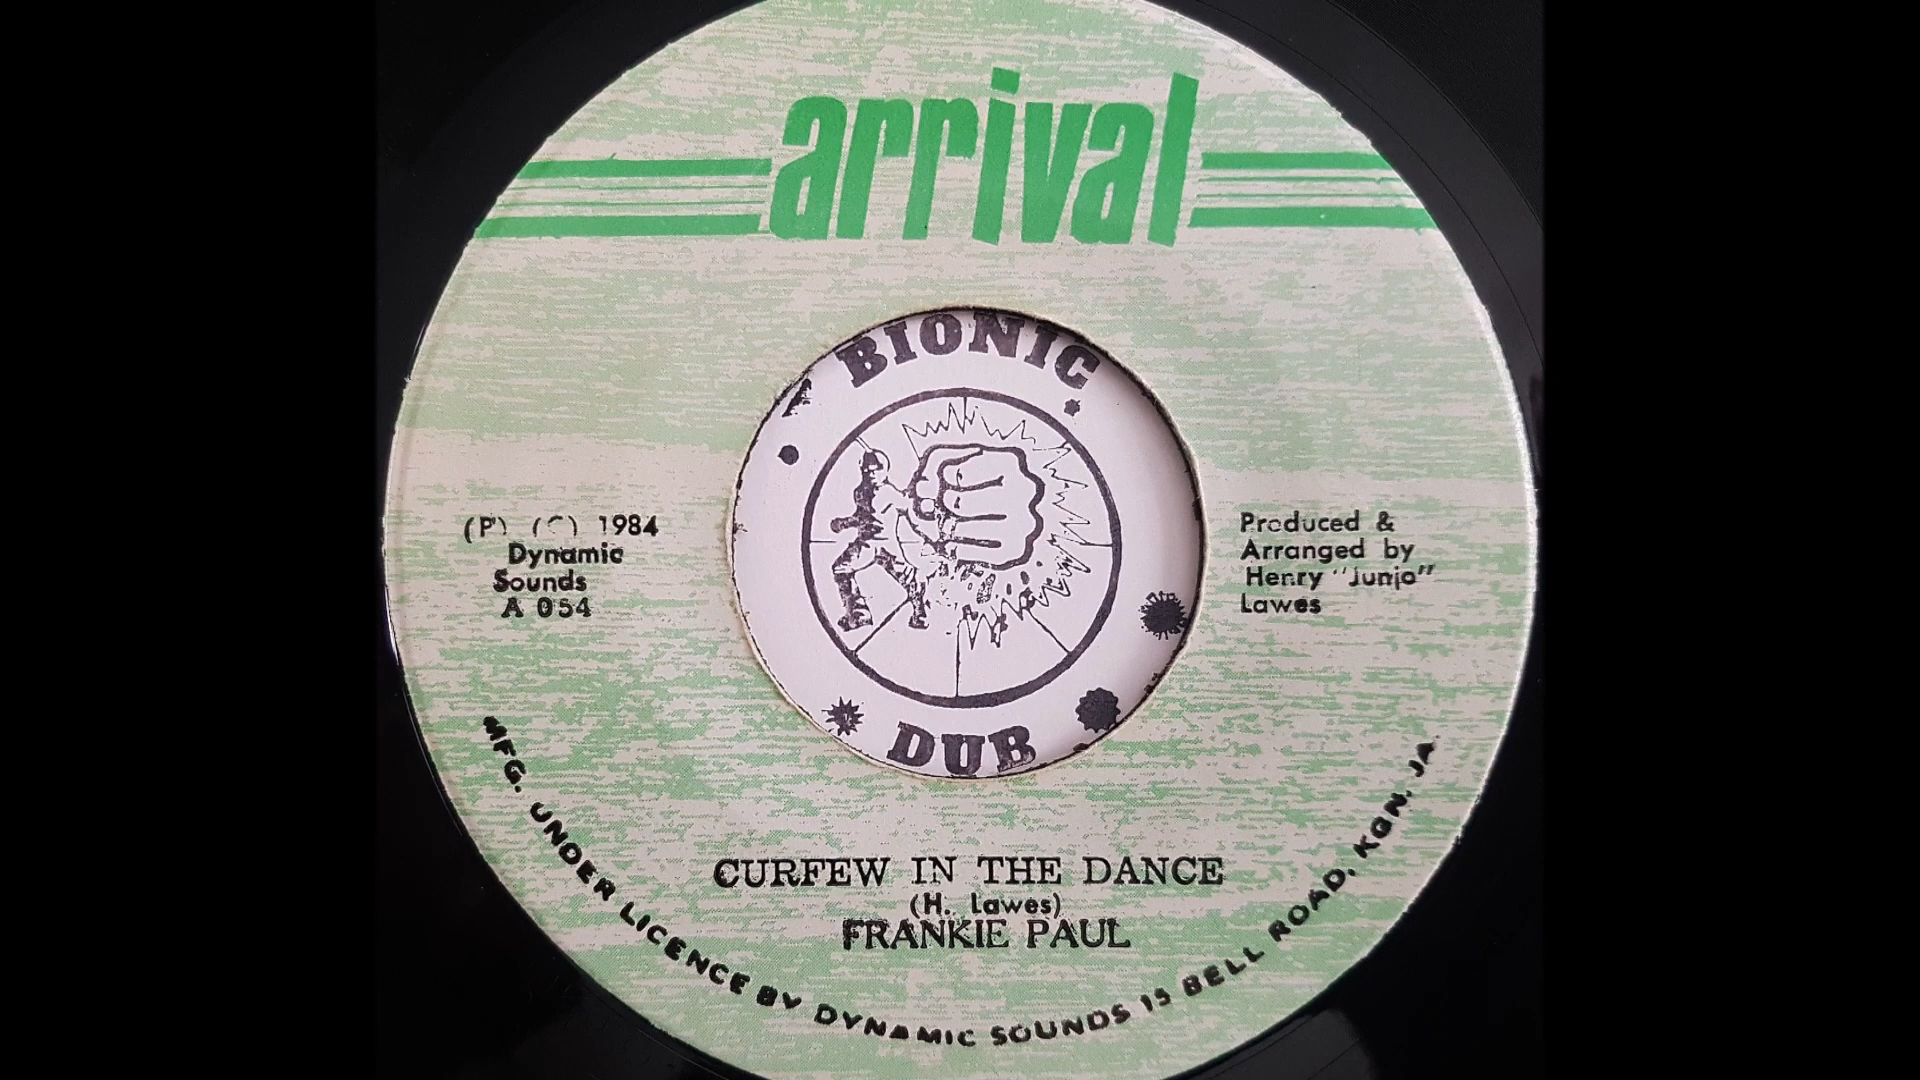 arrival
BIONIC
DUB
(P) (C) 1984
Dynamic
Sounds
A 054
Produced &
Arranged by
Henry "Junjo"
Lawes
CURFEW IN THE DANCE
(H. Lawes)
FRANKIE PAUL
MFG. UNDER LICENCE BY DYNAMIC SOUNDS 15 BELL ROAD, KGN. JA.